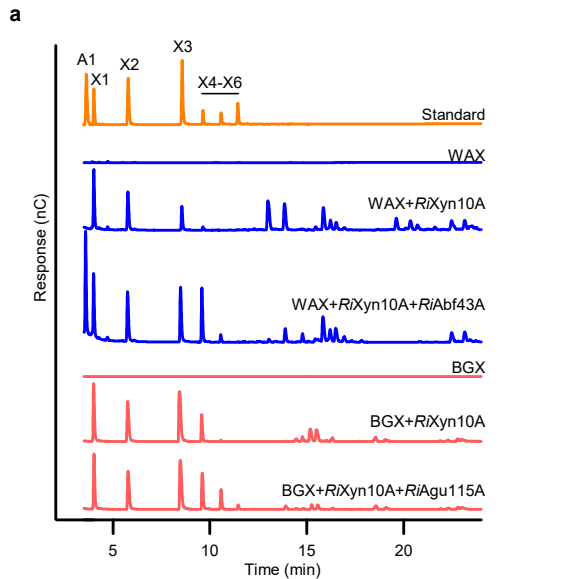 a
A1
X1
X2
X3
X4-X6
Standard
WAX
WAX+RiXyn10A
WAX+RiXyn10A+RiAbf43A
BGX
BGX+RiXyn10A
BGX+RiXyn10A+RiAgu115A
Response (nC)
5 10 15 20
Time (min)